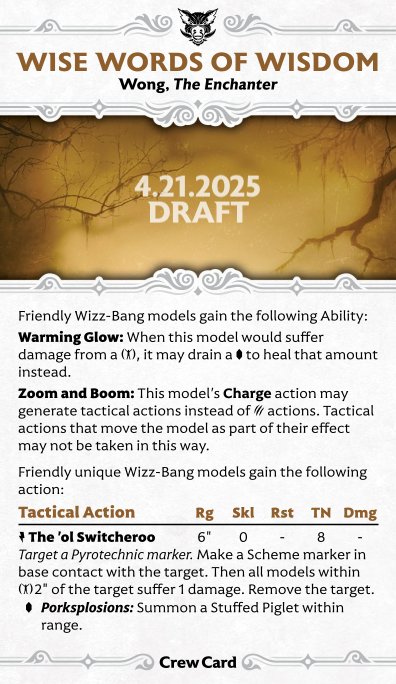 WISE WORDS OF WISDOM
Wong, The Enchanter
4.21.2025
DRAFT
Friendly Wizz-Bang models gain the following Ability:
Warming Glow: When this model would suffer
damage from a, it may drain a to heal that amount
instead.
Zoom and Boom: This model's Charge action may
generate tactical actions instead of actions. Tactical
actions that move the model as part of their effect
may not be taken in this way.
Friendly unique Wizz-Bang models gain the following
action:
Tactical Action Rg Skl Rst TN Dmg
The 'ol Switcheroo 6" 0 - 8 -
Target a Pyrotechnic marker. Make a Scheme marker in
base contact with the target. Then all models within
2" of the target suffer 1 damage. Remove the target.
Porksplosions: Summon a Stuffed Piglet within
range.
Crew Card